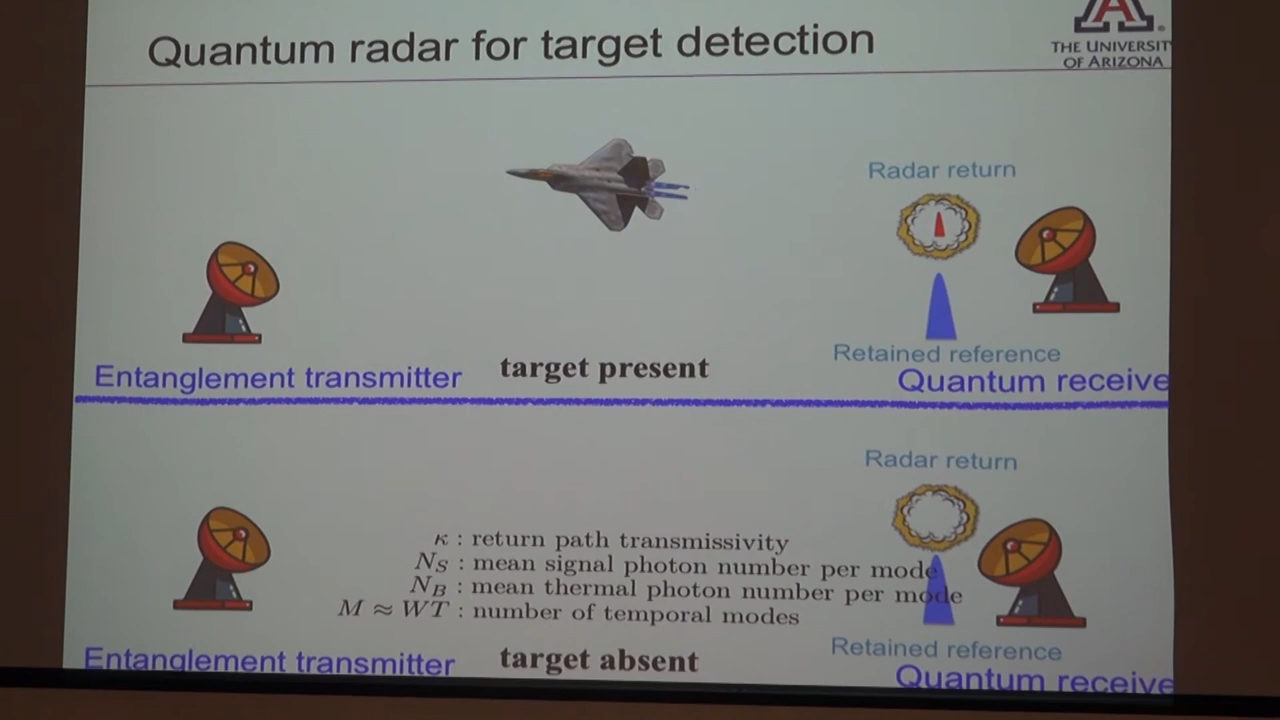 Quantum radar for target detection
A
THE UNIVERSIT
OF ARIZONA
Radar return
Retained reference
Entanglement transmitter
target present
Quantum receive
Radar return
κ : return path transmissivity
N_S : mean signal photon number per mode
N_B : mean thermal photon number per mode
M ≈ WT : number of temporal modes
Retained reference
Entanglement transmitter
target absent
Quantum receive